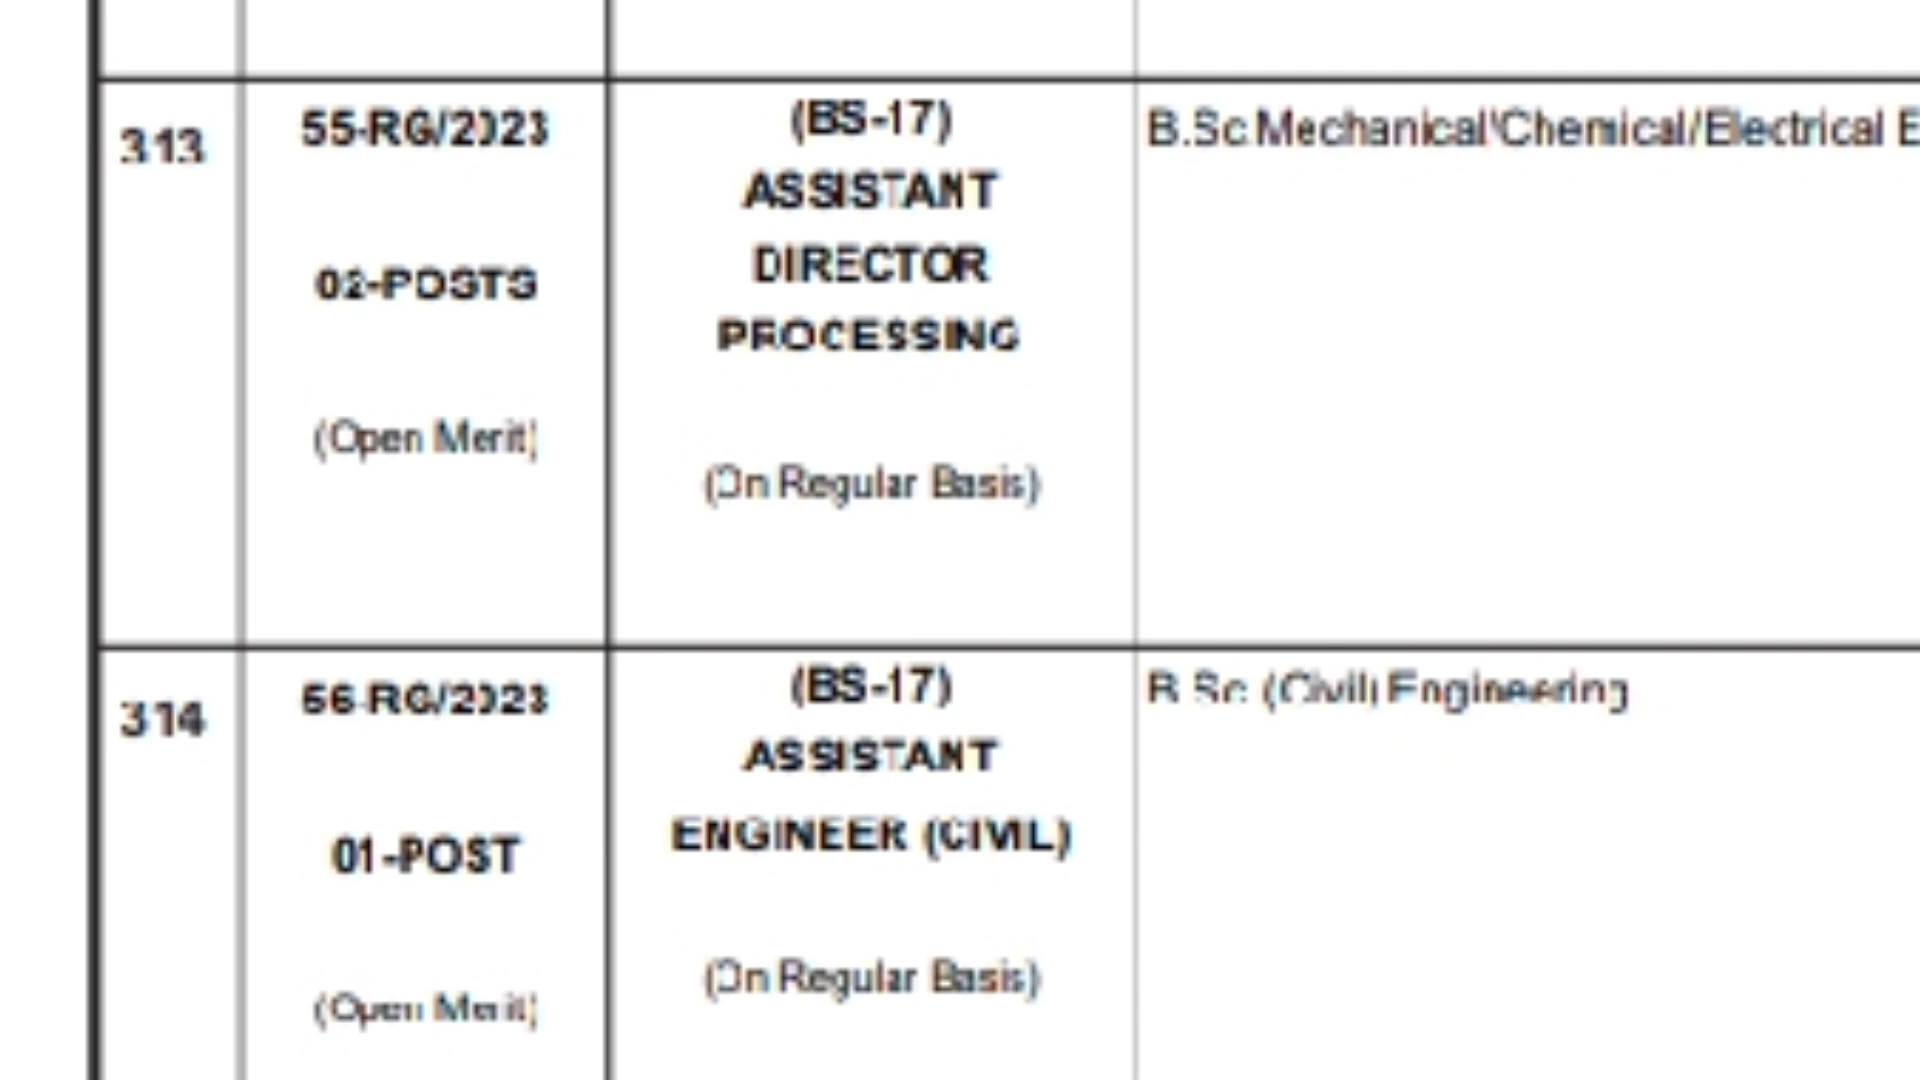 313
55-RG/2023
02-POSTS
(Open Merit)
(BS-17)
ASSISTANT
DIRECTOR
PROCESSING
(On Regular Basis)
B.Sc Mechanical/Chemical/Electrical E
314
56-RG/2023
01-POST
(Open Merit)
(BS-17)
ASSISTANT
ENGINEER (CIVIL)
(On Regular Basis)
B.Sc. (Civil) Engineering